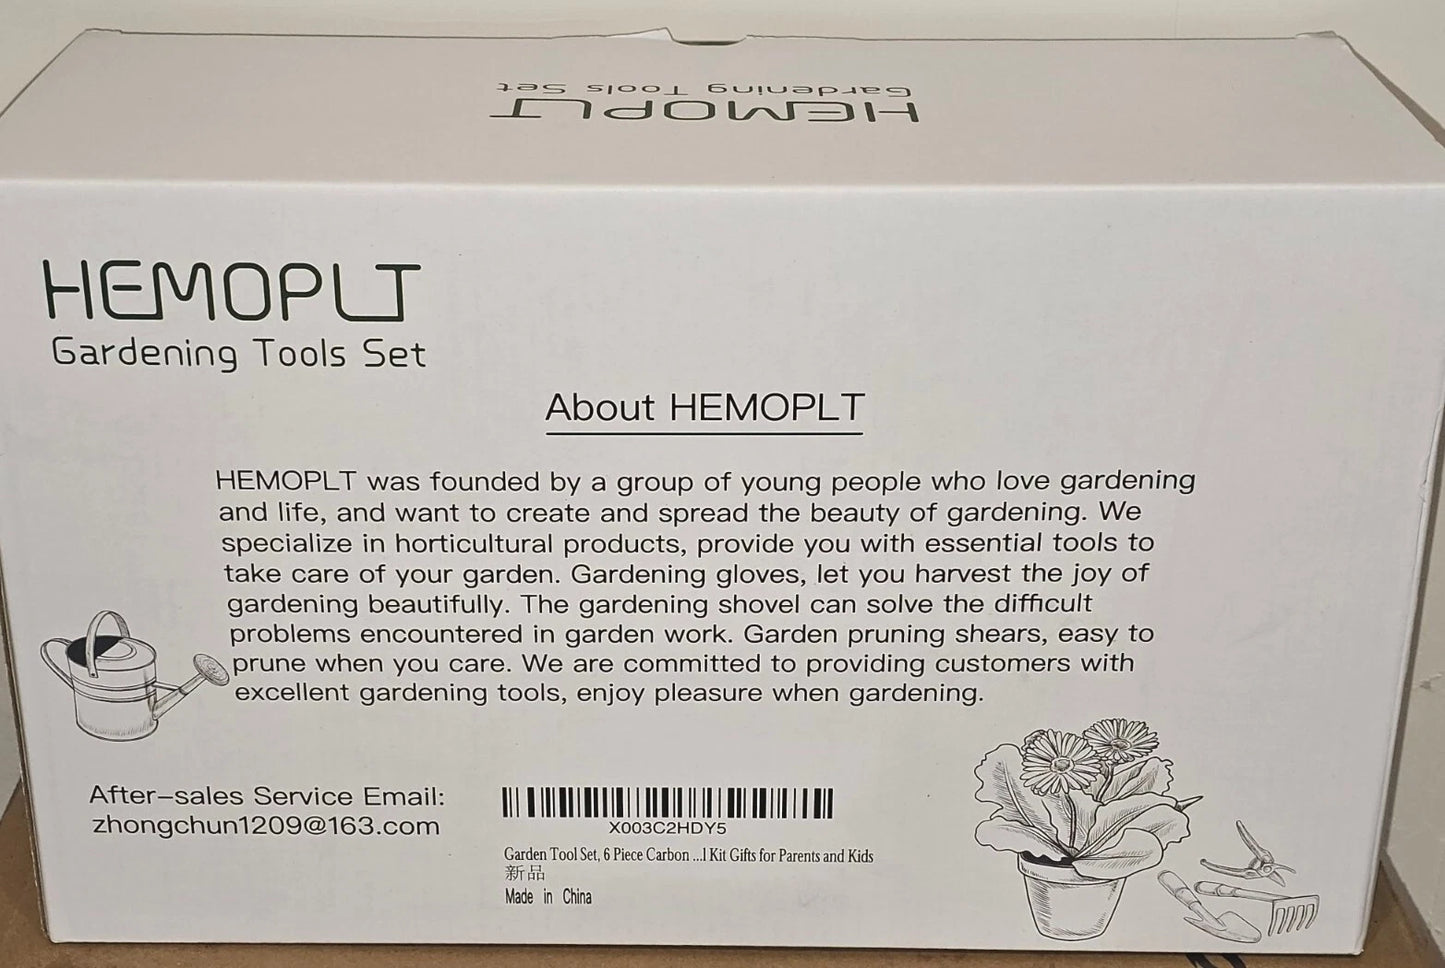 Gardening Tools Set
HEMOPLT
HEMOPLT
Gardening Tools Set
About HEMOPLT
HEMOPLT was founded by a group of young people who love gardening
and life, and want to create and spread the beauty of gardening. We
specialize in horticultural products, provide you with essential tools to
take care of your garden. Gardening gloves, let you harvest the joy of
gardening beautifully. The gardening shovel can solve the difficult
problems encountered in garden work. Garden pruning shears, easy to
prune when you care. We are committed to providing customers with
excellent gardening tools, enjoy pleasure when gardening.
After-sales Service Email:
zhongchun1209@163.com
X003C2HDY5
Garden Tool Set, 6 Piece Carbon ...l Kit Gifts for Parents and Kids
新品
Made in China